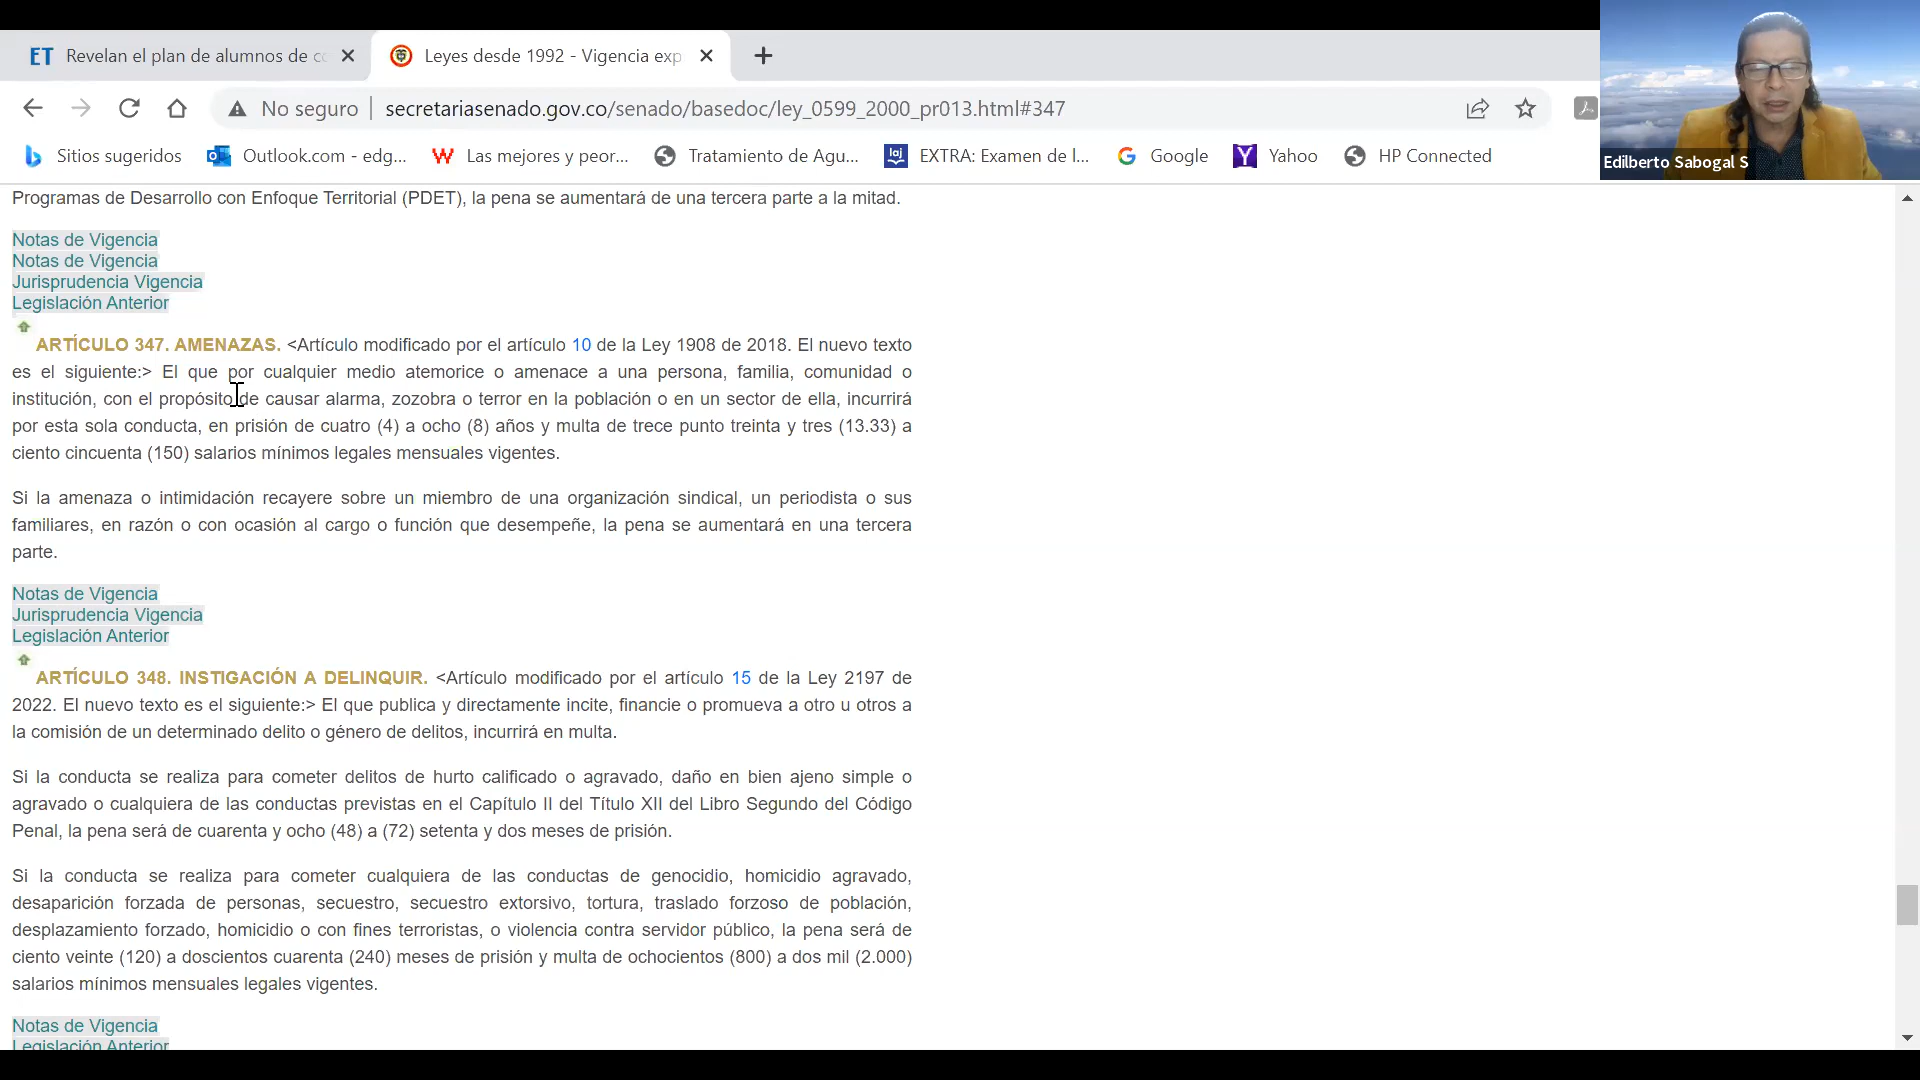 Revelan el plan de alumnos de co
Leyes desde 1992 - Vigencia exp
No seguro
secretariasenado.gov.co/senado/basedoc/ley_0599_2000_pr013.html#347
Sitios sugeridos
Outlook.com - edg...
Las mejores y peor...
Tratamiento de Agu...
EXTRA: Examen de l...
Google
Yahoo
HP Connected
Edilberto Sabogal S
Programas de Desarrollo con Enfoque Territorial (PDET), la pena se aumentará de una tercera parte a la mitad.
Notas de Vigencia
Notas de Vigencia
Jurisprudencia Vigencia
Legislación Anterior
ARTÍCULO 347. AMENAZAS. <Artículo modificado por el artículo 10 de la Ley 1908 de 2018. El nuevo texto
es el siguiente:> El que por cualquier medio atemorice o amenace a una persona, familia, comunidad o
institución, con el propósito de causar alarma, zozobra o terror en la población o en un sector de ella, incurrirá
por esta sola conducta, en prisión de cuatro (4) a ocho (8) años y multa de trece punto treinta y tres (13.33) a
ciento cincuenta (150) salarios mínimos legales mensuales vigentes.
Si la amenaza o intimidación recayere sobre un miembro de una organización sindical, un periodista o sus
familiares, en razón o con ocasión al cargo o función que desempeñe, la pena se aumentará en una tercera
parte.
Notas de Vigencia
Jurisprudencia Vigencia
Legislación Anterior
ARTÍCULO 348. INSTIGACIÓN A DELINQUIR. <Artículo modificado por el artículo 15 de la Ley 2197 de
2022. El nuevo texto es el siguiente:> El que publica y directamente incite, financie o promueva a otro u otros a
la comisión de un determinado delito o género de delitos, incurrirá en multa.
Si la conducta se realiza para cometer delitos de hurto calificado o agravado, daño en bien ajeno simple o
agravado o cualquiera de las conductas previstas en el Capítulo II del Título XII del Libro Segundo del Código
Penal, la pena será de cuarenta y ocho (48) a (72) setenta y dos meses de prisión.
Si la conducta se realiza para cometer cualquiera de las conductas de genocidio, homicidio agravado,
desaparición forzada de personas, secuestro, secuestro extorsivo, tortura, traslado forzoso de población,
desplazamiento forzado, homicidio o con fines terroristas, o violencia contra servidor público, la pena será de
ciento veinte (120) a doscientos cuarenta (240) meses de prisión y multa de ochocientos (800) a dos mil (2.000)
salarios mínimos mensuales legales vigentes.
Notas de Vigencia
Legislación Anterior